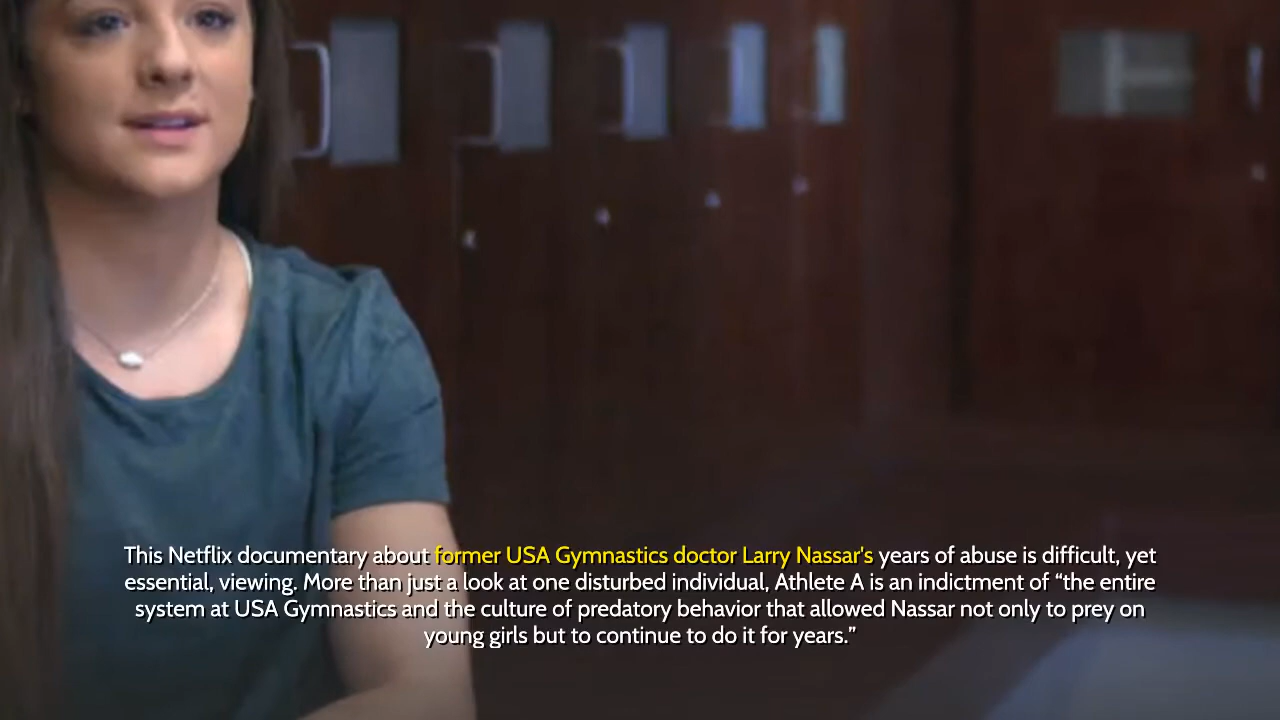 This Netflix documentary about former USA Gymnastics doctor Larry Nassar's years of abuse is difficult, yet
essential, viewing. More than just a look at one disturbed individual, Athlete A is an indictment of “the entire
system at USA Gymnastics and the culture of predatory behavior that allowed Nassar not only to prey on
young girls but to continue to do it for years.”